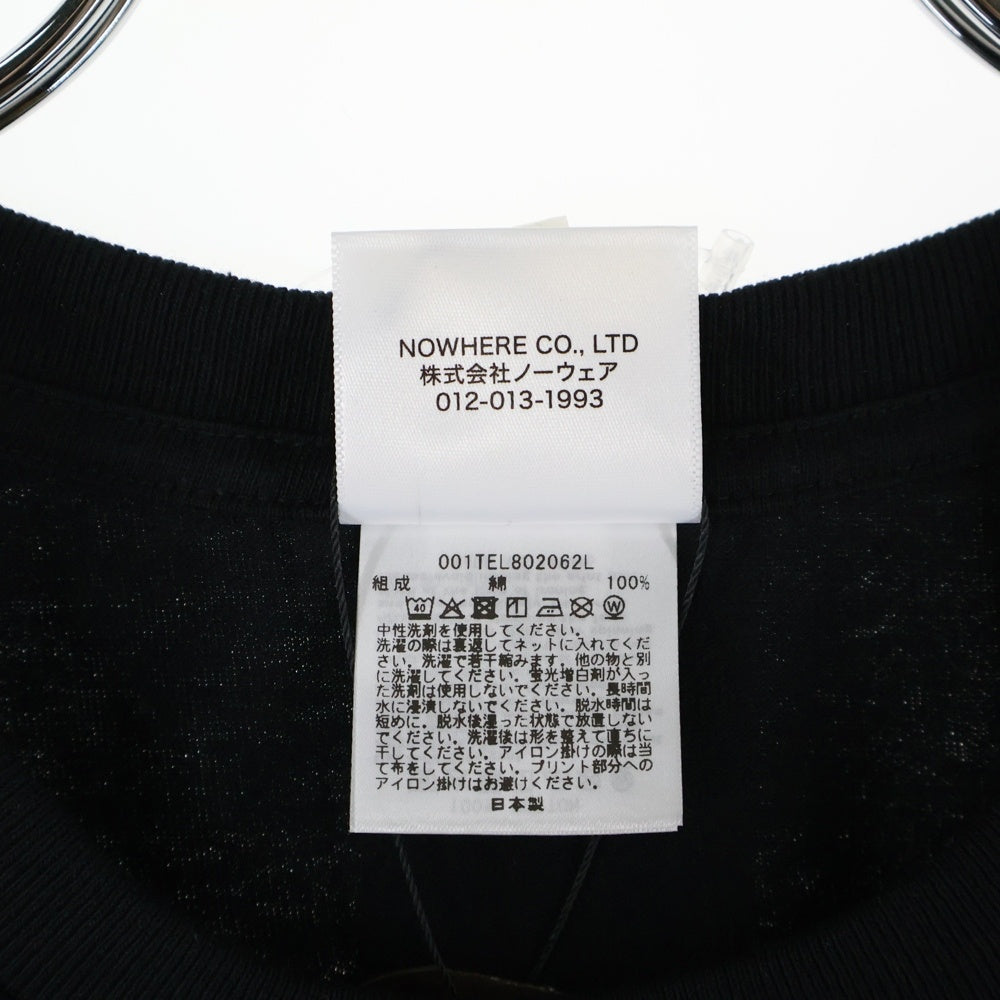 NOWHERE CO., LTD
株式会社ノーウェア
012-013-1993
001TEL802062L
組成 綿 100%
40 W
中性洗剤を使用してください。
洗濯の際は裏返してネットに入れてくだ
さい。洗濯で若干縮みます。他の物と別
に洗濯してください。蛍光増白剤が入っ
た洗剤は使用しないでください。長時間
水に浸漬しないでください。脱水時間は
短めに。脱水後湿った状態で放置しない
でください。洗濯後は形を整えて直ちに
干してください。アイロン掛けの際は当
て布をしてください。プリント部分への
アイロン掛けはお避けください。
日本製